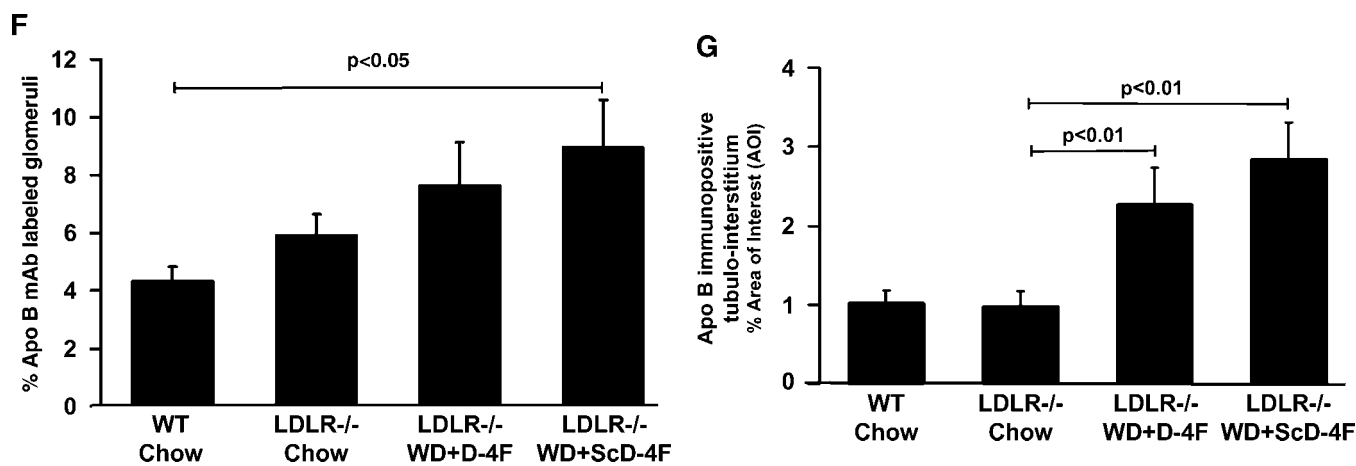 F
% Apo B mAb labeled glomeruli
12
10
8
6
4
2
0
p<0.05
WT
Chow
LDLR-/-
Chow
LDLR-/-
WD+D-4F
LDLR-/-
WD+ScD-4F
G
Apo B immunopositive
tubulo-interstitium
% Area of Interest (AOI)
4
3
2
1
0
p<0.01
p<0.01
WT
Chow
LDLR-/-
Chow
LDLR-/-
WD+D-4F
LDLR-/-
WD+ScD-4F